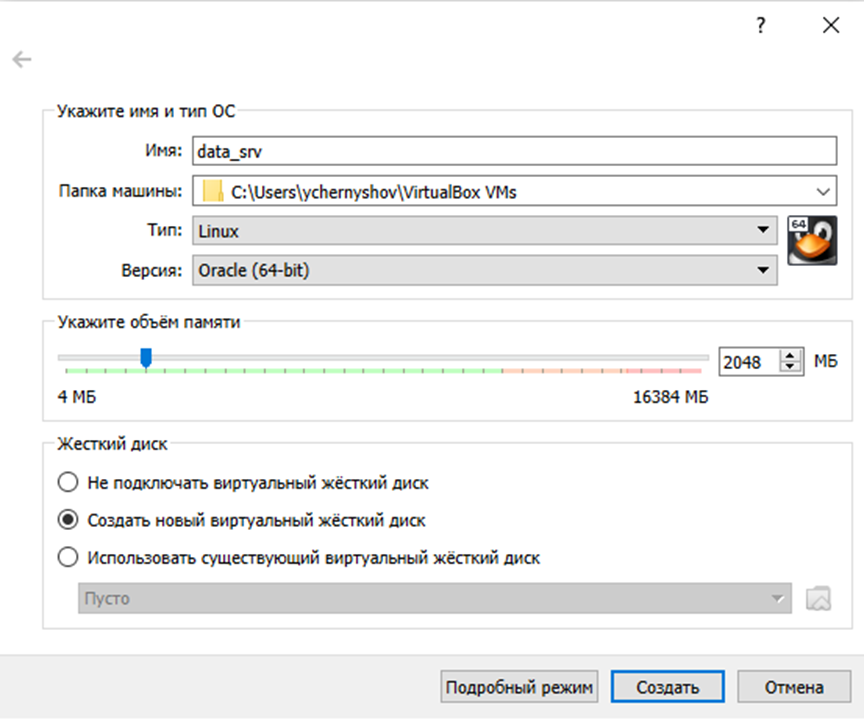 ?
Укажите имя и тип ОС
Имя: data_srv
Папка машины: C:\Users\ychernyshov\VirtualBox VMs
Тип: Linux
64
Версия: Oracle (64-bit)
Укажите объём памяти
2048 МБ
4 МБ 16384 МБ
Жесткий диск
Не подключать виртуальный жёсткий диск
Создать новый виртуальный жёсткий диск
Использовать существующий виртуальный жёсткий диск
Пусто
Подробный режим Создать Отмена